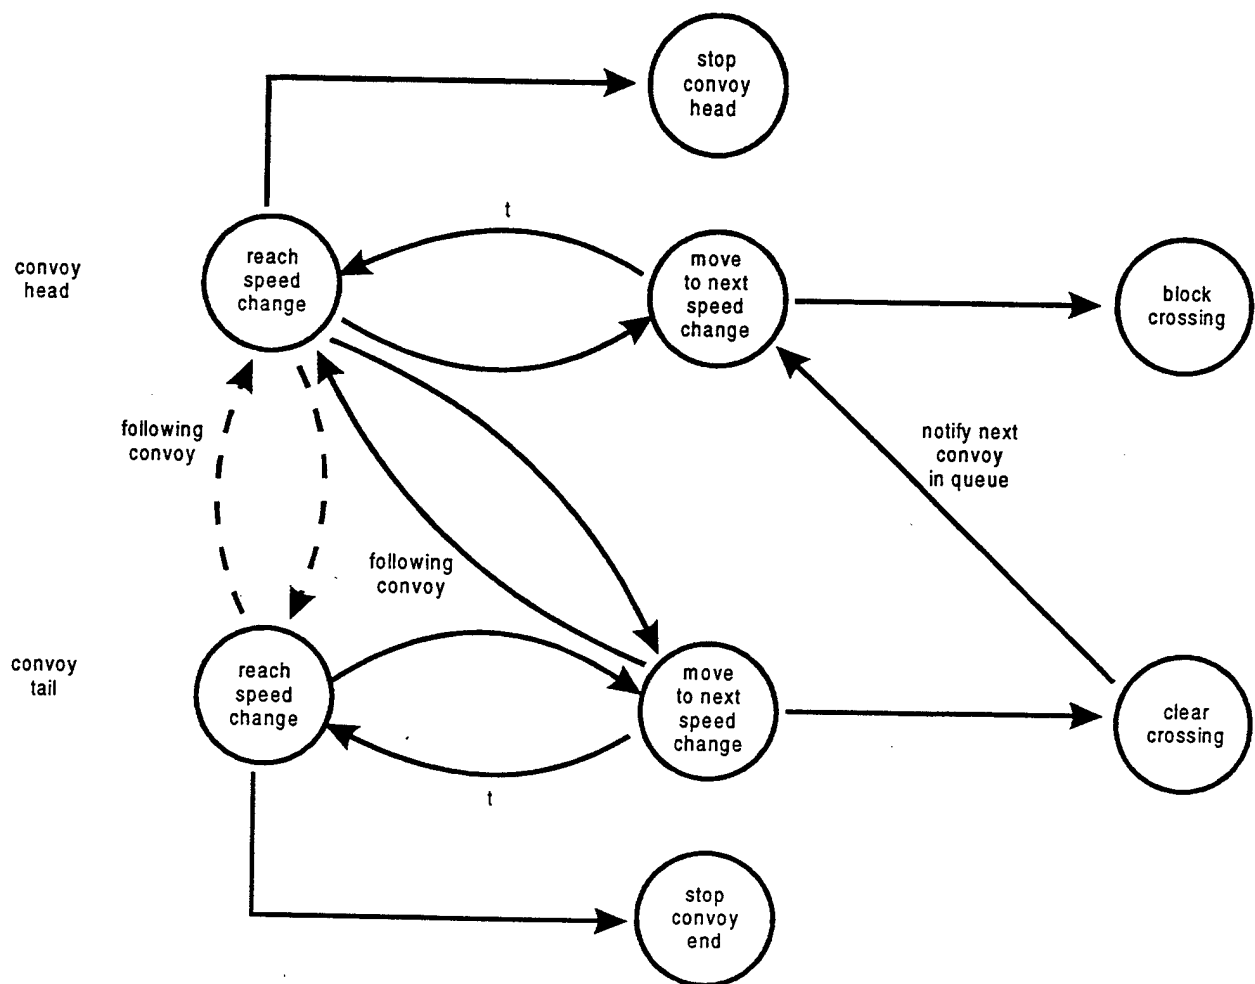 stop
convoy
head
t
convoy
head
reach
speed
change
move
to next
speed
change
block
crossing
following
convoy
notify next
convoy
in queue
following
convoy
convoy
tail
reach
speed
change
move
to next
speed
change
clear
crossing
t
stop
convoy
end